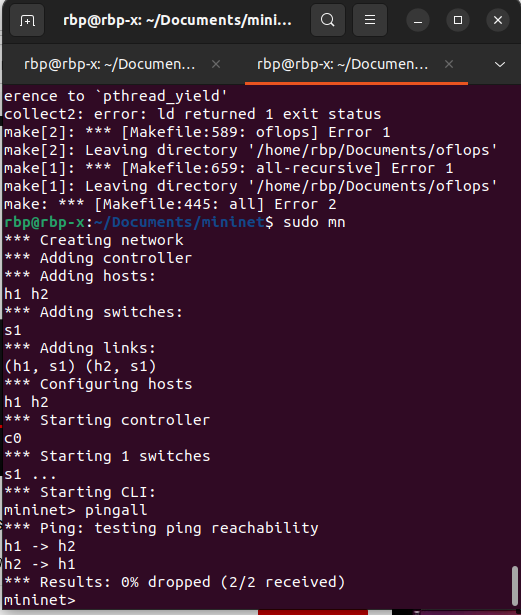 rbp@rbp-x: ~/Documents/mini...
rbp@rbp-x: ~/Documen...
rbp@rbp-x: ~/Documen...
erence to `pthread_yield'
collect2: error: ld returned 1 exit status
make[2]: *** [Makefile:589: oflops] Error 1
make[2]: Leaving directory '/home/rbp/Documents/oflops'
make[1]: *** [Makefile:659: all-recursive] Error 1
make[1]: Leaving directory '/home/rbp/Documents/oflops'
make: *** [Makefile:445: all] Error 2
rbp@rbp-x:~/Documents/mininet$ sudo mn
*** Creating network
*** Adding controller
*** Adding hosts:
h1 h2
*** Adding switches:
s1
*** Adding links:
(h1, s1) (h2, s1)
*** Configuring hosts
h1 h2
*** Starting controller
c0
*** Starting 1 switches
s1 ...
*** Starting CLI:
mininet> pingall
*** Ping: testing ping reachability
h1 -> h2
h2 -> h1
*** Results: 0% dropped (2/2 received)
mininet>